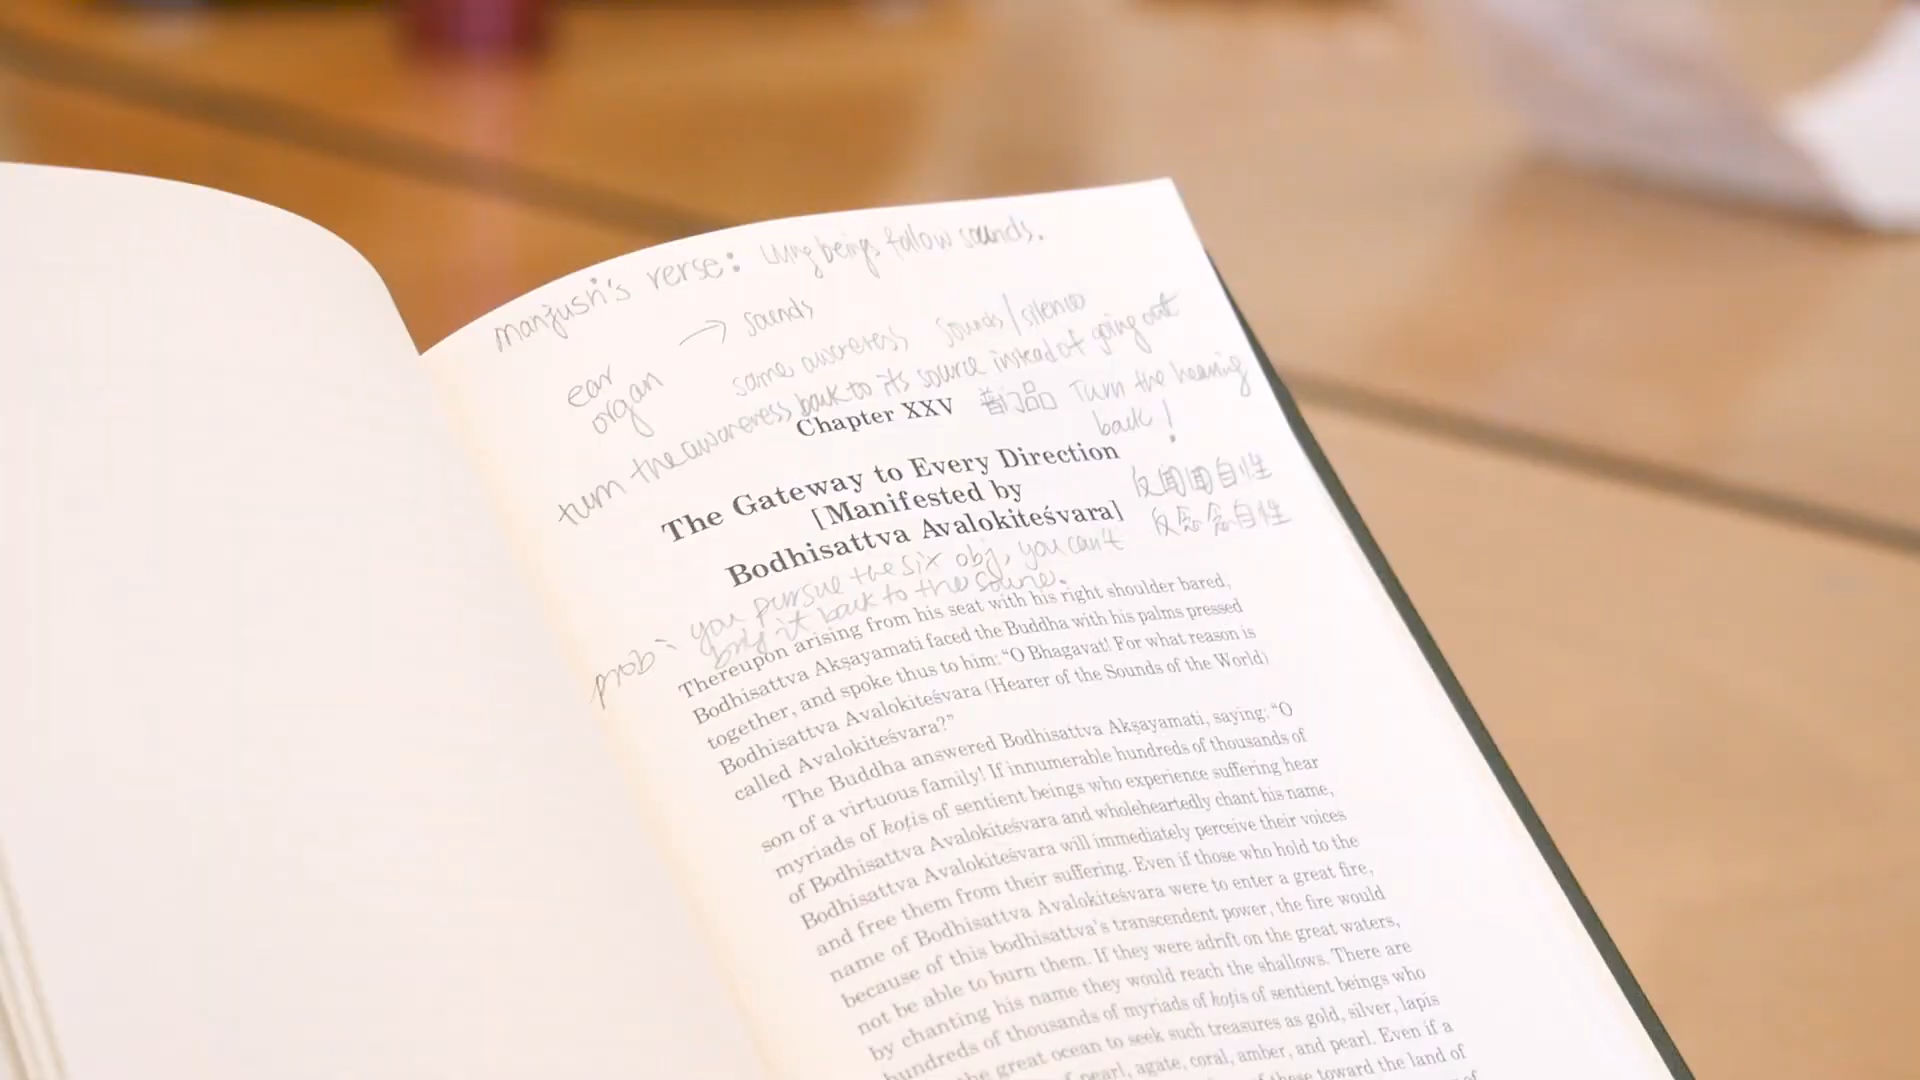 manjusri's verse: living beings follow sounds.
ear organ → sounds
same awareness sounds/silence
turn the awareness back to its source instead of going out
Chapter XXV 普门品 Turn the hearing
back!
The Gateway to Every Direction
[Manifested by
Bodhisattva Avalokiteśvara]
反闻闻自性
反念念自性
prob: you pursue the six obj, you can't
bring it back to the source.
Thereupon arising from his seat with his right shoulder bared,
Bodhisattva Akṣayamati faced the Buddha with his palms pressed
together, and spoke thus to him: “O Bhagavat! For what reason is
Bodhisattva Avalokiteśvara (Hearer of the Sounds of the World)
called Avalokiteśvara?”
The Buddha answered Bodhisattva Akṣayamati, saying: “O
son of a virtuous family! If innumerable hundreds of thousands of
myriads of koṭis of sentient beings who experience suffering hear
of Bodhisattva Avalokiteśvara and wholeheartedly chant his name,
Bodhisattva Avalokiteśvara will immediately perceive their voices
and free them from their suffering. Even if those who hold to the
name of Bodhisattva Avalokiteśvara were to enter a great fire,
because of this bodhisattva's transcendent power, the fire would
not be able to burn them. If they were adrift on the great waters,
by chanting his name they would reach the shallows. There are
hundreds of thousands of myriads of koṭis of sentient beings who
the great ocean to seek such treasures as gold, silver, lapis
pearl, agate, coral, amber, and pearl. Even if a
these toward the land of
of